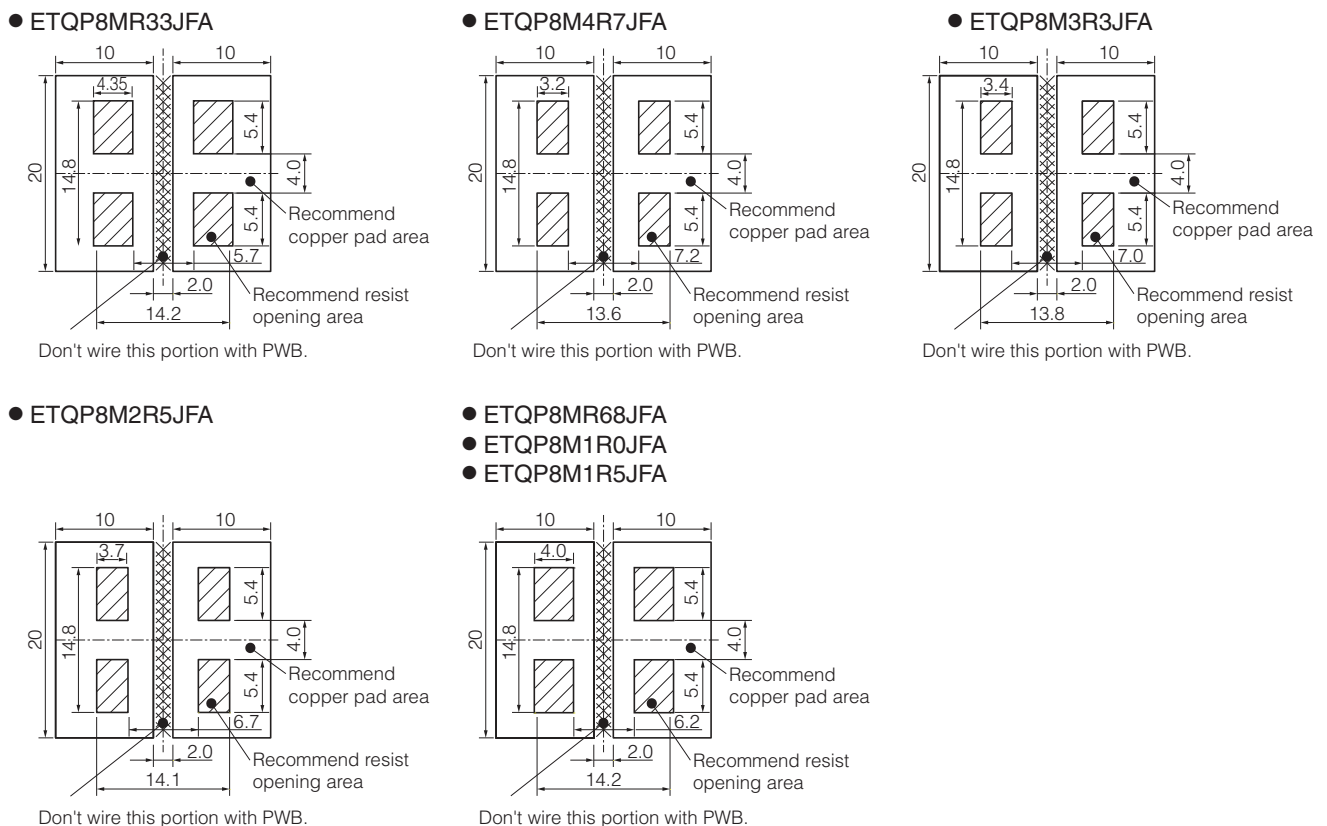 ● ETQP8MR33JFA
10
10
4.35
5.4
20
14.8
4.0
5.4
Recommend
copper pad area
5.7
2.0
Recommend resist
opening area
14.2
Don't wire this portion with PWB.
● ETQP8M4R7JFA
10
10
3.2
5.4
20
14.8
4.0
5.4
Recommend
copper pad area
7.2
2.0
Recommend resist
opening area
13.6
Don't wire this portion with PWB.
● ETQP8M3R3JFA
10
10
3.4
5.4
20
14.8
4.0
5.4
Recommend
copper pad area
7.0
2.0
Recommend resist
opening area
13.8
Don't wire this portion with PWB.
● ETQP8M2R5JFA
10
10
3.7
5.4
20
14.8
4.0
5.4
Recommend
copper pad area
6.7
2.0
Recommend resist
opening area
14.1
Don't wire this portion with PWB.
● ETQP8MR68JFA
● ETQP8M1R0JFA
● ETQP8M1R5JFA
10
10
4.0
5.4
20
14.8
4.0
5.4
Recommend
copper pad area
6.2
2.0
Recommend resist
opening area
14.2
Don't wire this portion with PWB.